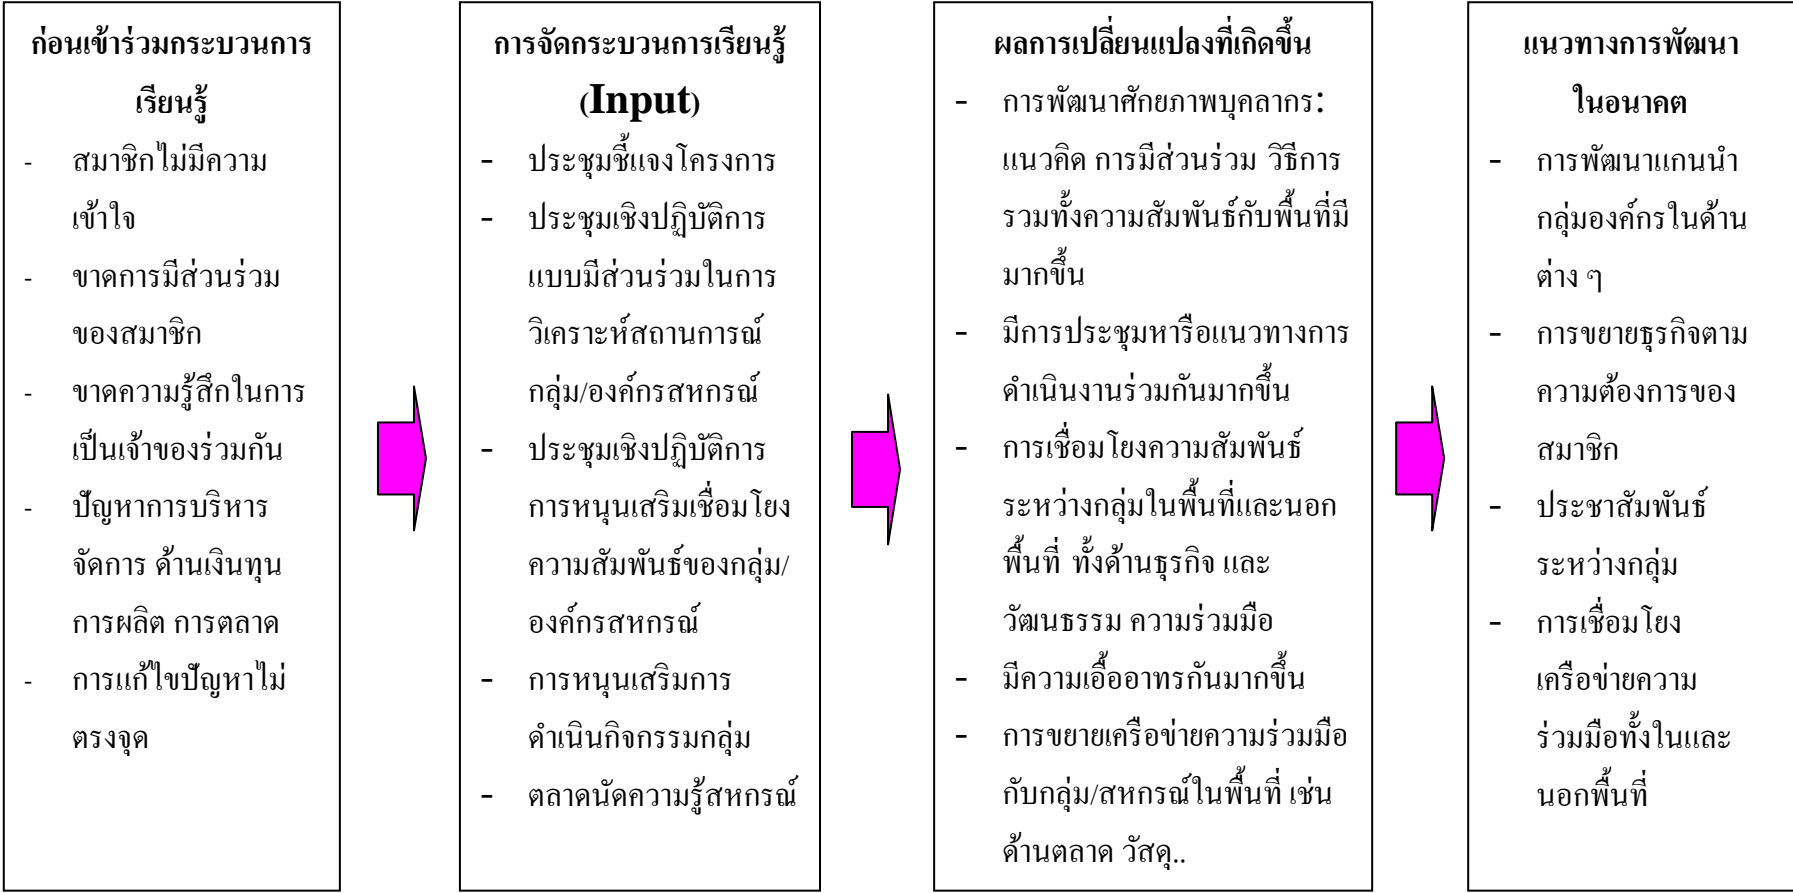 ก่อนเข้าร่วมกระบวนการ
เรียนรู้
- สมาชิกไม่มีความ
เข้าใจ
- ขาดการมีส่วนร่วม
ของสมาชิก
- ขาดความรู้สึกในการ
เป็นเจ้าของร่วมกัน
- ปัญหาการบริหาร
จัดการ ด้านเงินทุน
การผลิต การตลาด
- การแก้ไขปัญหาไม่
ตรงจุด
การจัดกระบวนการเรียนรู้
(Input)
- ประชุมชี้แจงโครงการ
- ประชุมเชิงปฏิบัติการ
แบบมีส่วนร่วมในการ
วิเคราะห์สถานการณ์
กลุ่ม/องค์กรสหกรณ์
- ประชุมเชิงปฏิบัติการ
การหนุนเสริมเชื่อมโยง
ความสัมพันธ์ของกลุ่ม/
องค์กรสหกรณ์
- การหนุนเสริมการ
ดำเนินกิจกรรมกลุ่ม
- ตลาดนัดความรู้สหกรณ์
ผลการเปลี่ยนแปลงที่เกิดขึ้น
- การพัฒนาศักยภาพบุคลากร:
แนวคิด การมีส่วนร่วม วิธีการ
รวมทั้งความสัมพันธ์กับพื้นที่มี
มากขึ้น
- มีการประชุมหารือแนวทางการ
ดำเนินงานร่วมกันมากขึ้น
- การเชื่อมโยงความสัมพันธ์
ระหว่างกลุ่มในพื้นที่และนอก
พื้นที่ ทั้งด้านธุรกิจ และ
วัฒนธรรม ความร่วมมือ
- มีความเอื้ออาทรกันมากขึ้น
- การขยายเครือข่ายความร่วมมือ
กับกลุ่ม/สหกรณ์ในพื้นที่ เช่น
ด้านตลาด วัสดุ..
แนวทางการพัฒนา
ในอนาคต
- การพัฒนาแกนนำ
กลุ่มองค์กรในด้าน
ต่าง ๆ
- การขยายธุรกิจตาม
ความต้องการของ
สมาชิก
- ประชาสัมพันธ์
ระหว่างกลุ่ม
- การเชื่อมโยง
เครือข่ายความ
ร่วมมือทั้งในและ
นอกพื้นที่